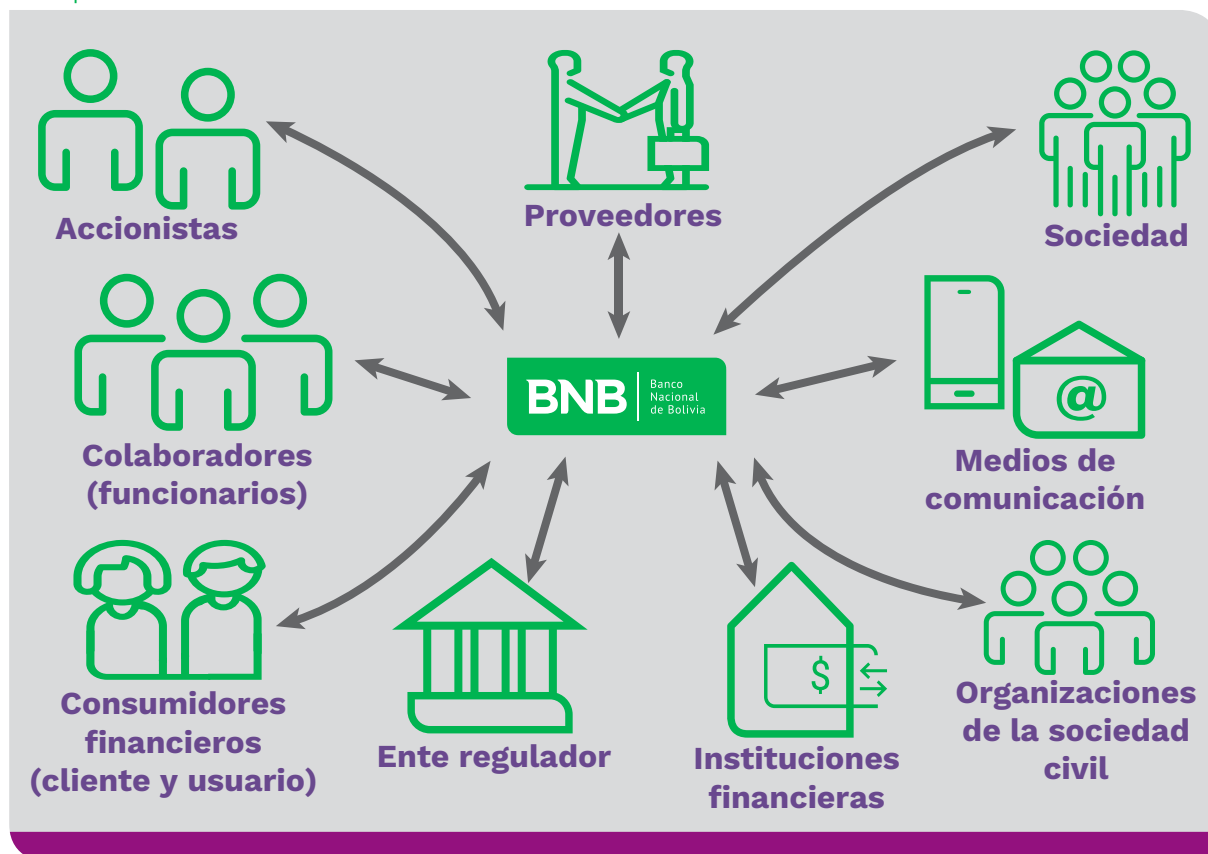 Accionistas
Proveedores
Sociedad
BNB
Banco
Nacional
de Bolivia
Colaboradores
(funcionarios)
@
Medios de
comunicación
Consumidores
financieros
(cliente y usuario)
Ente regulador
$
Instituciones
financieras
Organizaciones
de la sociedad
civil